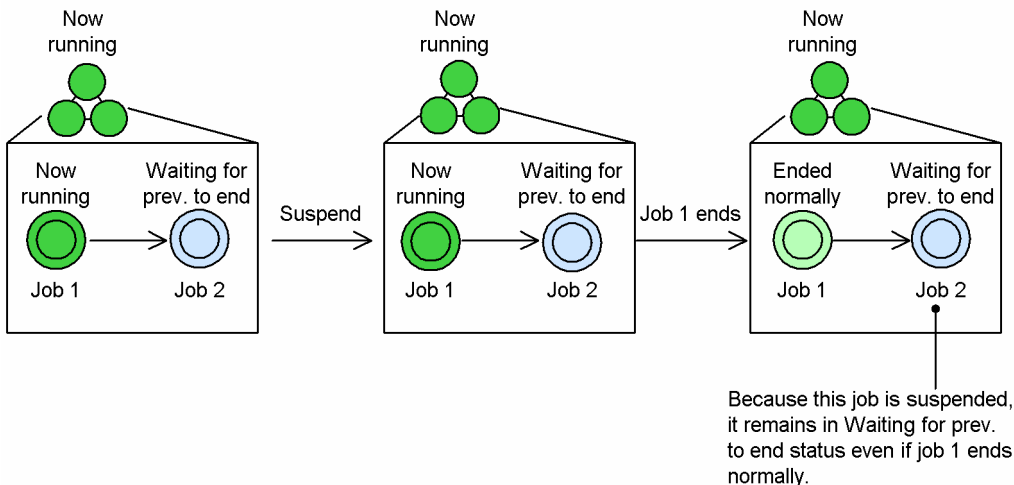 Now
running
Now
running
Now
running
Now
running
Waiting for
prev. to end
Job 1
Job 2
Suspend
Now
running
Waiting for
prev. to end
Job 1
Job 2
Job 1 ends
Ended
normally
Waiting for
prev. to end
Job 1
Job 2
Because this job is suspended,
it remains in Waiting for prev.
to end status even if job 1 ends
normally.